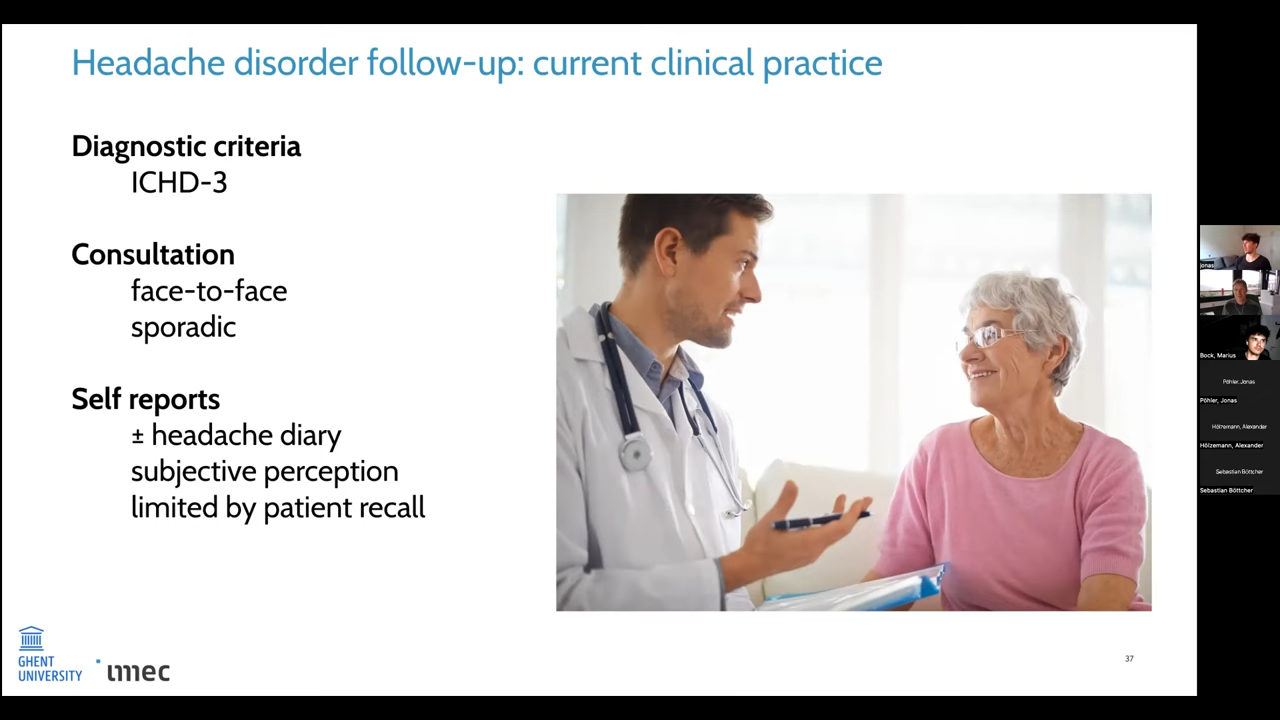 Headache disorder follow-up: current clinical practice
Diagnostic criteria
ICHD-3
Consultation
face-to-face
sporadic
Self reports
± headache diary
subjective perception
limited by patient recall
GHENT
UNIVERSITY
imec
37
jonas
Bock, Marius
Pöhler, Jonas
Pöhler, Jonas
Hölzemann, Alexander
Hölzemann, Alexander
Sebastian Böttcher
Sebastian Böttcher